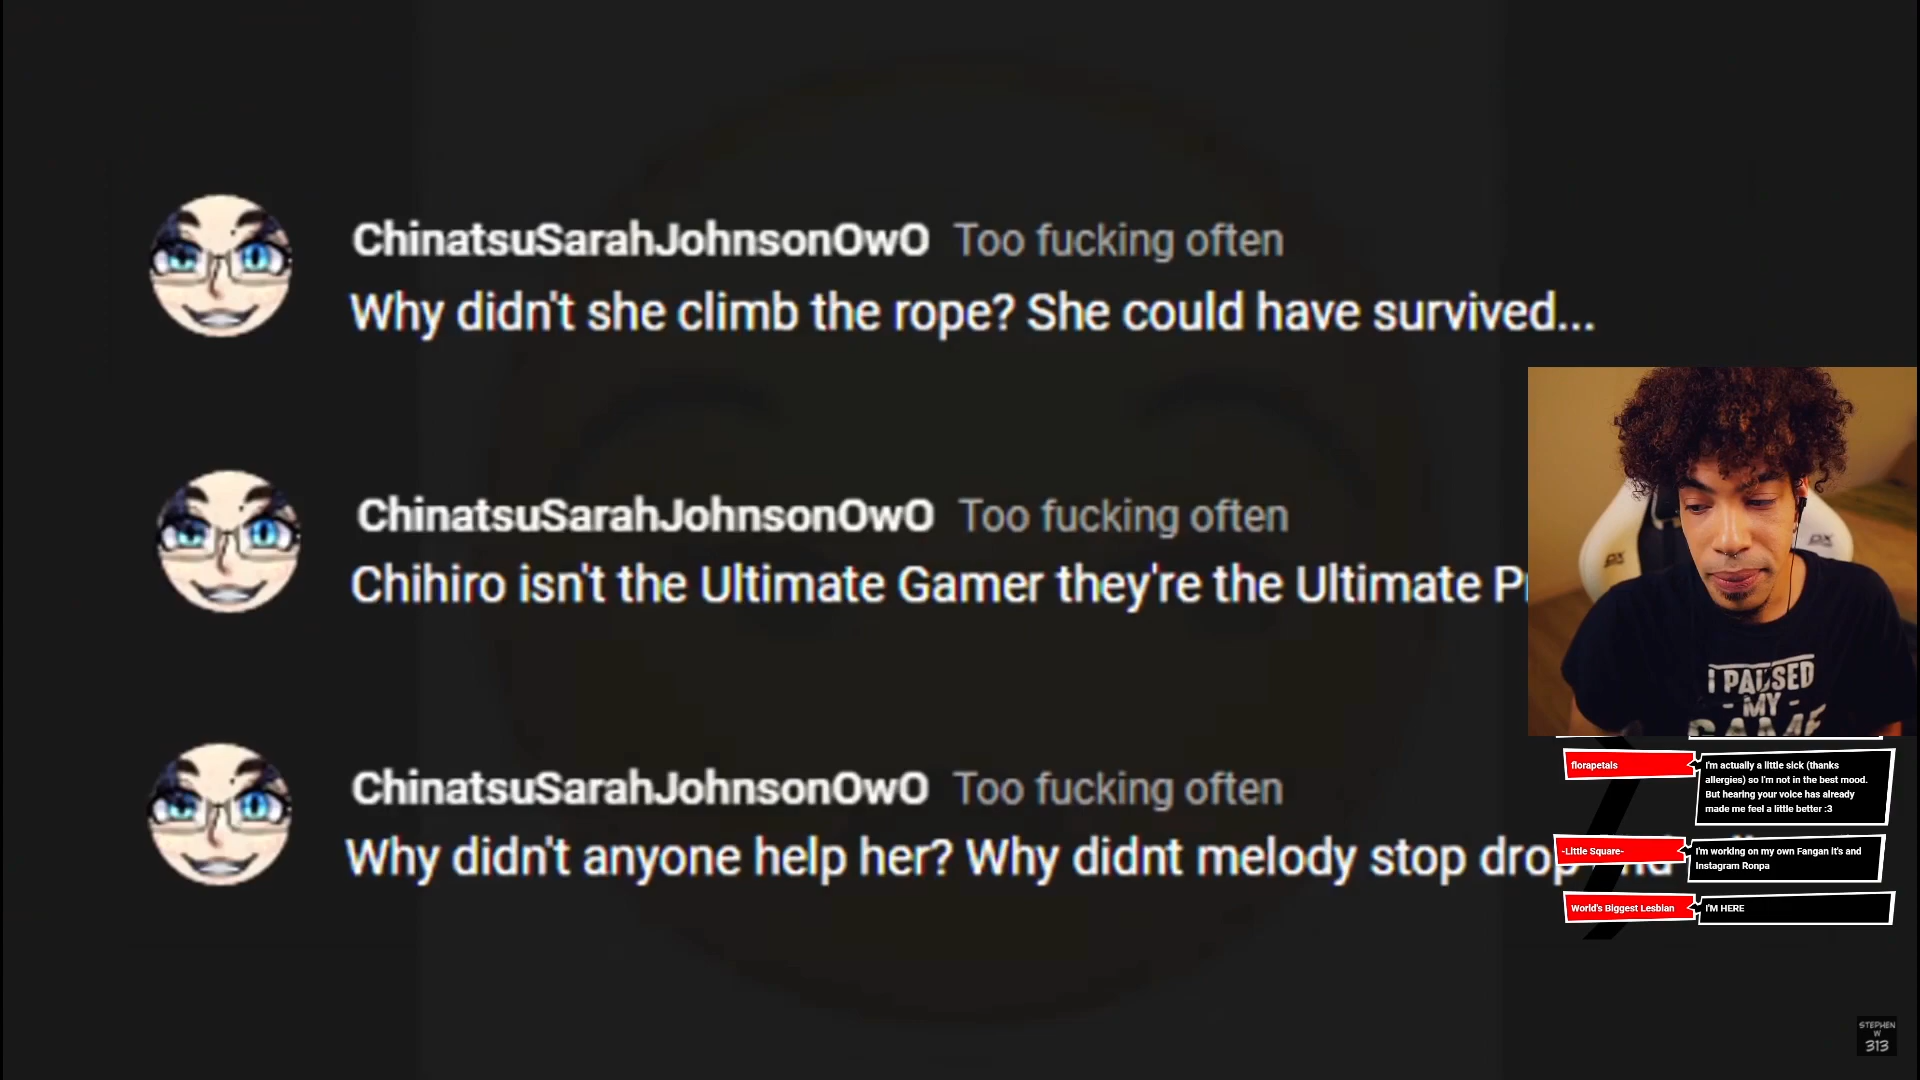 ChinatsuSarahJohnsonOwO Too fucking often
Why didn't she climb the rope? She could have survived...
ChinatsuSarahJohnsonOwO Too fucking often
Chihiro isn't the Ultimate Gamer they're the Ultimate
I PAUSED
- MY -
GAME
florapetals
I'm actually a little sick (thanks
allergies) so I'm not in the best mood.
But hearing your voice has already
made me feel a little better :3
ChinatsuSarahJohnsonOwO Too fucking often
Why didn't anyone help her? Why didnt melody stop drop
-Little Square-
I'm working on my own Fangan it's and
Instagram Ronpa
World's Biggest Lesbian
I'M HERE
STEPHEN
W
313